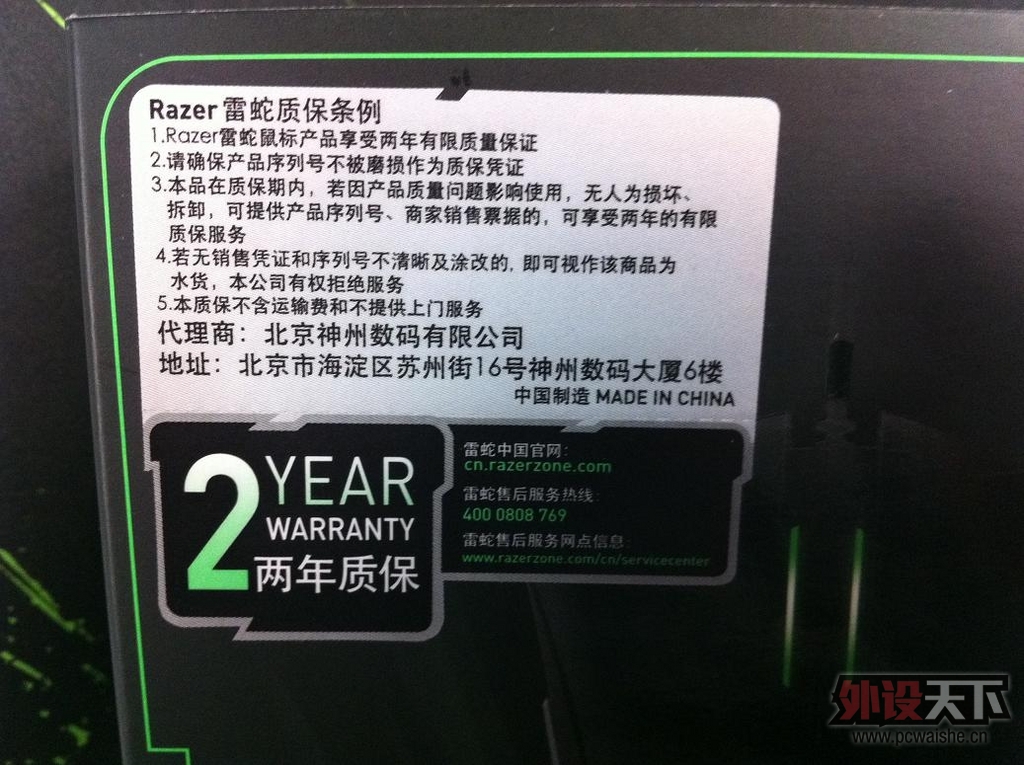 Razer 雷蛇质保条例
1.Razer雷蛇鼠标产品享受两年有限质量保证
2.请确保产品序列号不被磨损作为质保凭证
3.本品在质保期内，若因产品质量问题影响使用，无人为损坏、
拆卸，可提供产品序列号、商家销售票据的，可享受两年的有限
质保服务
4.若无销售凭证和序列号不清晰及涂改的，即可视作该商品为
水货，本公司有权拒绝服务
5.本质保不含运输费和不提供上门服务
代理商：北京神州数码有限公司
地址：北京市海淀区苏州街16号神州数码大厦6楼
中国制造 MADE IN CHINA
2 YEAR
WARRANTY
两年质保
雷蛇中国官网：
cn.razerzone.com
雷蛇售后服务热线：
400 0808 769
雷蛇售后服务网点信息：
www.razerzone.com/cn/servicecenter
外设天下
www.pcwaishe.cn